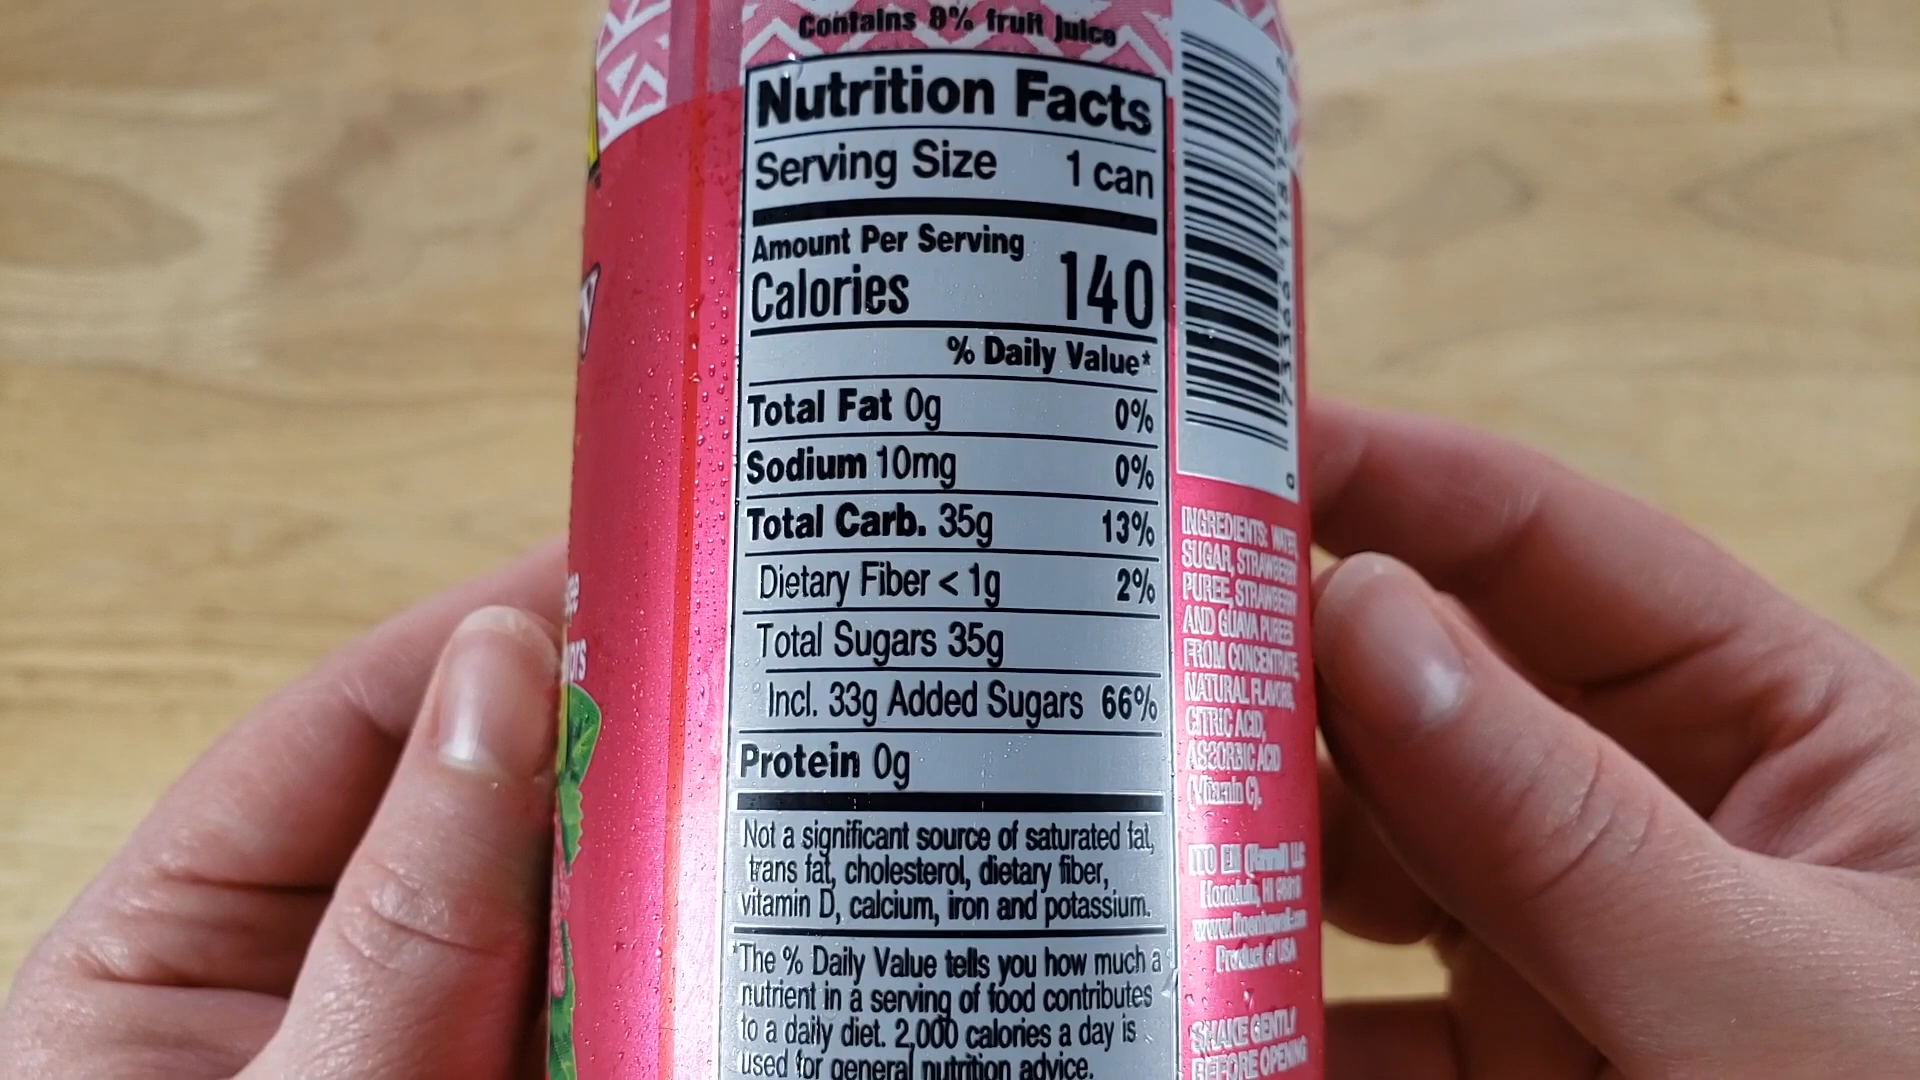 Contains 8% fruit juice
Nutrition Facts
Serving Size 1 can
Amount Per Serving
Calories 140
% Daily Value*
Total Fat 0g 0%
Sodium 10mg 0%
Total Carb. 35g 13%
Dietary Fiber < 1g 2%
Total Sugars 35g
Incl. 33g Added Sugars 66%
Protein 0g
Not a significant source of saturated fat,
trans fat, cholesterol, dietary fiber,
vitamin D, calcium, iron and potassium.
*The % Daily Value tells you how much a
nutrient in a serving of food contributes
to a daily diet. 2,000 calories a day is
used for general nutrition advice.
INGREDIENTS: WATER,
SUGAR, STRAWBERRY
PUREE, STRAWBERRY
AND GUAVA PUREES
FROM CONCENTRATE,
NATURAL FLAVORS,
CITRIC ACID,
ASCORBIC ACID
(Vitamin C).
ITO EN (Hawaii) LLC
Honolulu, HI
Product of USA
SHAKE GENTLY
BEFORE OPENING